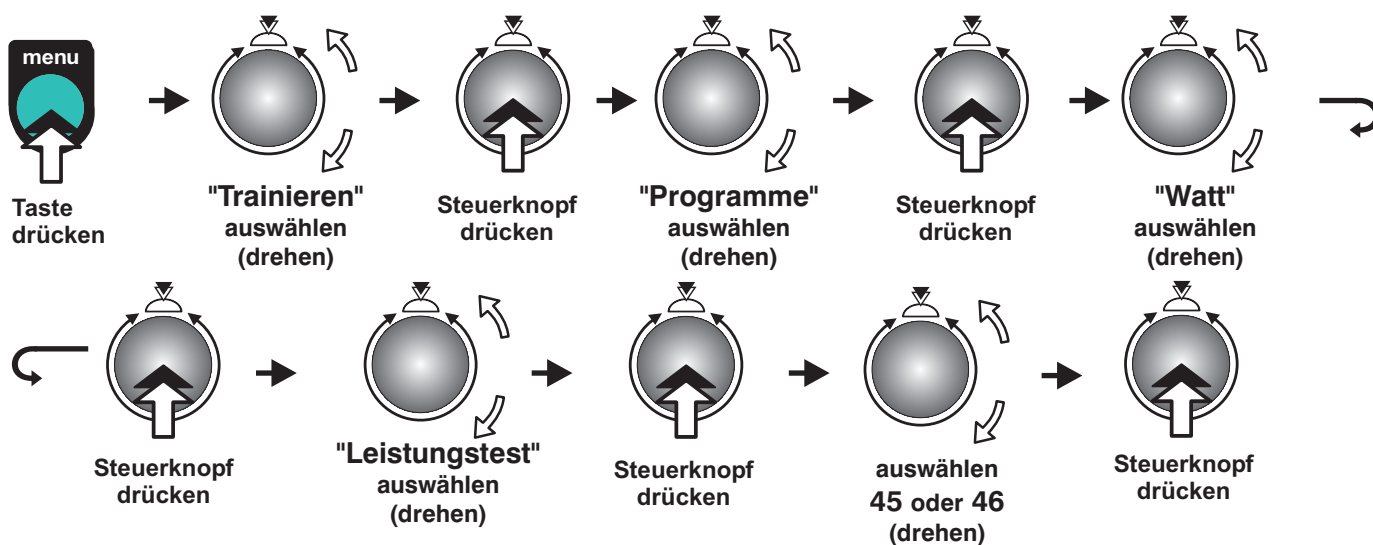 menu
Taste
drücken
"Trainieren"
auswählen
(drehen)
Steuerknopf
drücken
"Programme"
auswählen
(drehen)
Steuerknopf
drücken
"Watt"
auswählen
(drehen)
Steuerknopf
drücken
"Leistungstest"
auswählen
(drehen)
Steuerknopf
drücken
auswählen
45 oder 46
(drehen)
Steuerknopf
drücken